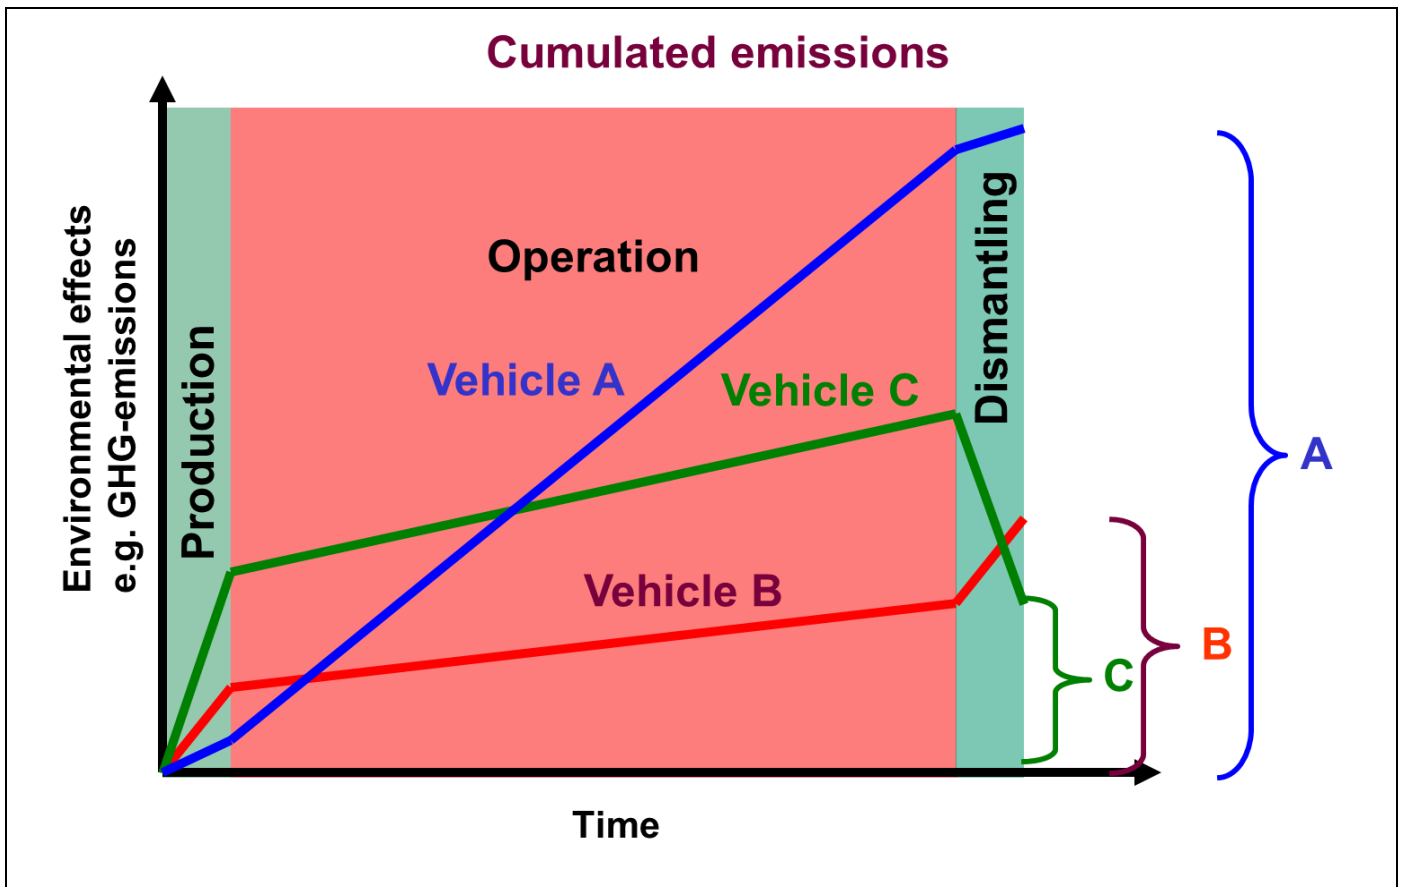 Cumulated emissions
Environmental effects
e.g. GHG-emissions
Production
Operation
Dismantling
Vehicle A
Vehicle C
Vehicle B
A
B
C
Time